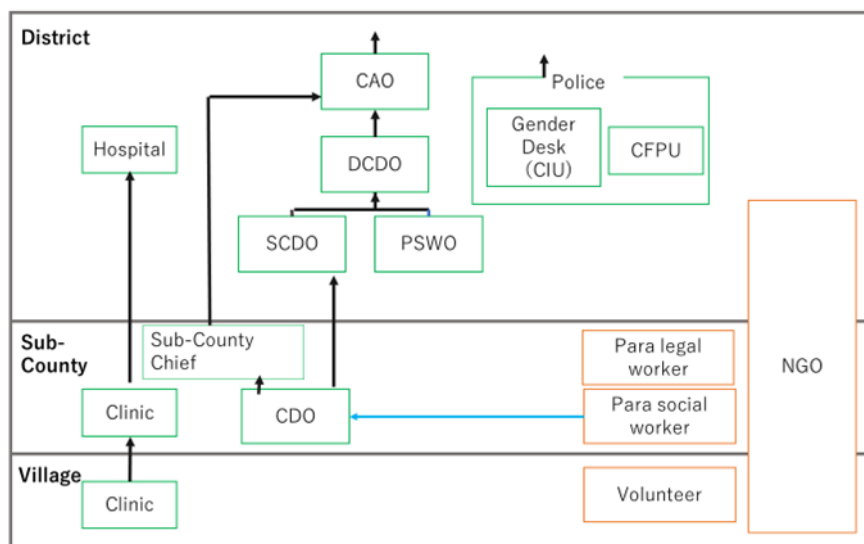 District
CAO
Police
Gender
Desk
（CIU）
CFPU
Hospital
DCDO
SCDO
PSWO
Sub-
County
Sub-County
Chief
Para legal
worker
NGO
Clinic
CDO
Para social
worker
Village
Clinic
Volunteer